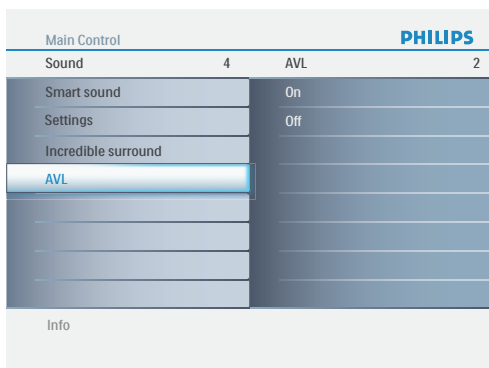 Main Control
PHILIPS
Sound 4
AVL 2
Smart sound
On
Settings
Off
Incredible surround
AVL
Info